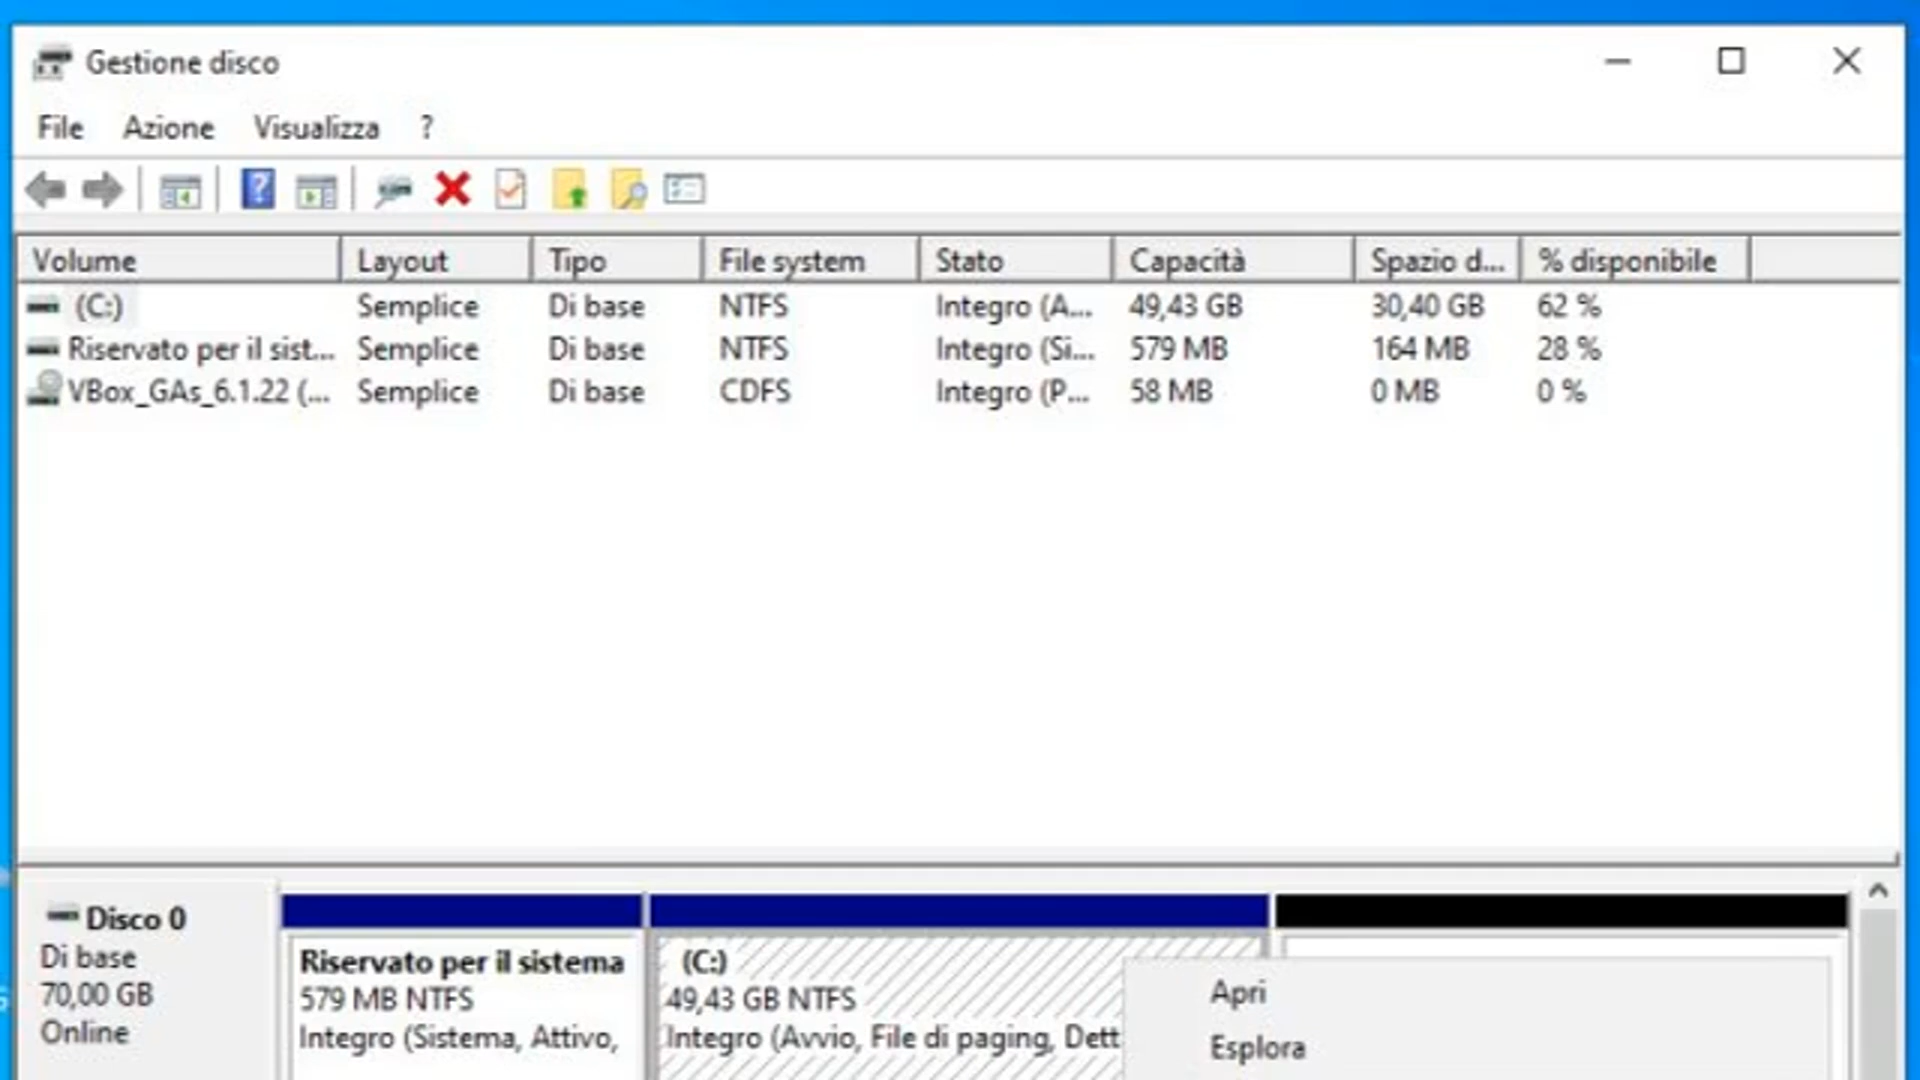 Gestione disco
File Azione Visualizza ?
Volume Layout Tipo File system Stato Capacità Spazio d... % disponibile
(C:) Semplice Di base NTFS Integro (A... 49,43 GB 30,40 GB 62 %
Riservato per il sist... Semplice Di base NTFS Integro (Si... 579 MB 164 MB 28 %
VBox_GAs_6.1.22 (... Semplice Di base CDFS Integro (P... 58 MB 0 MB 0 %
Disco 0
Di base
70,00 GB
Online
Riservato per il sistema
579 MB NTFS
Integro (Sistema, Attivo,
(C:)
49,43 GB NTFS
Integro (Avvio, File di paging, Dett
Apri
Esplora